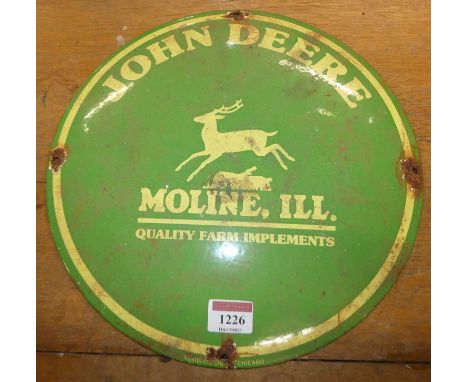 JOHN DEERE
MOLINE, ILL.
QUALITY FARM IMPLEMENTS
1226
CHICAGO